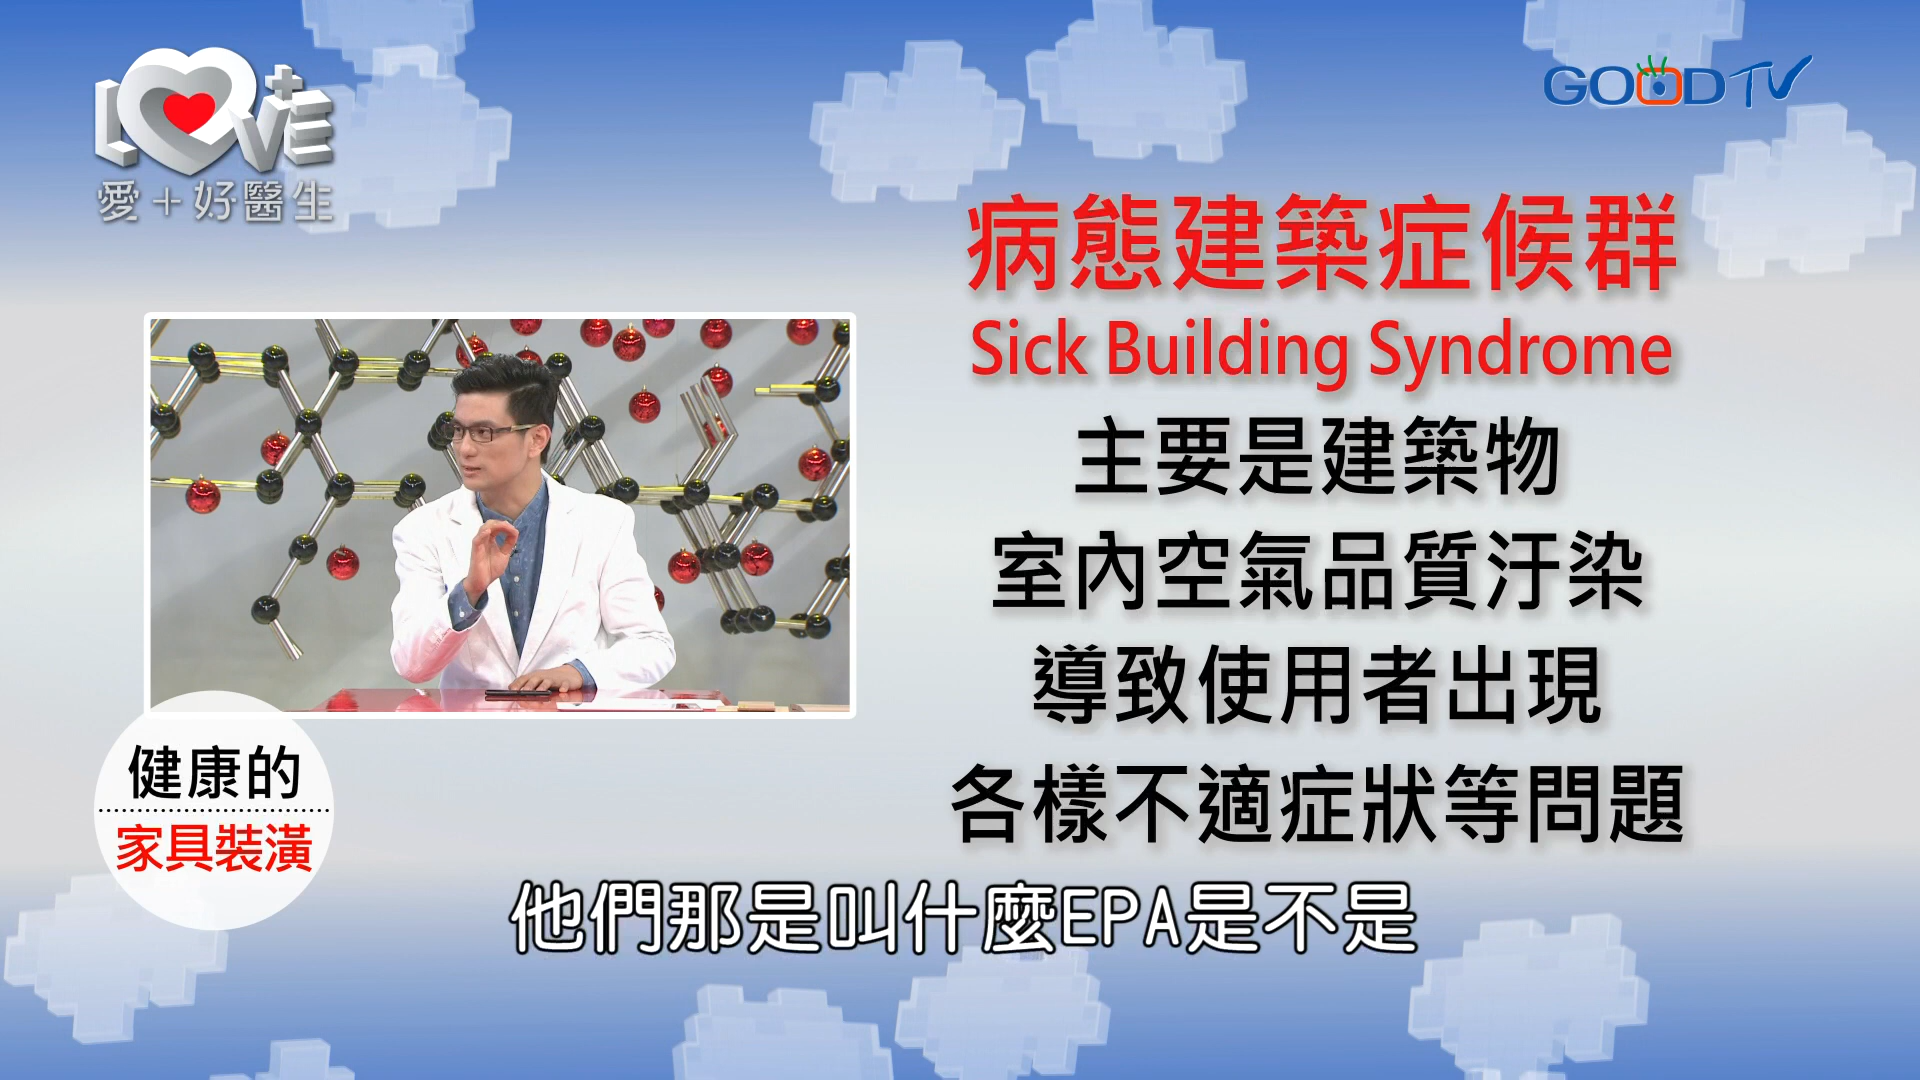 LOVE
愛+好醫生
GOODTV
病態建築症候群
Sick Building Syndrome
主要是建築物
室內空氣品質汙染
導致使用者出現
各樣不適症狀等問題
健康的
家具裝潢
他們那是叫什麼EPA是不是